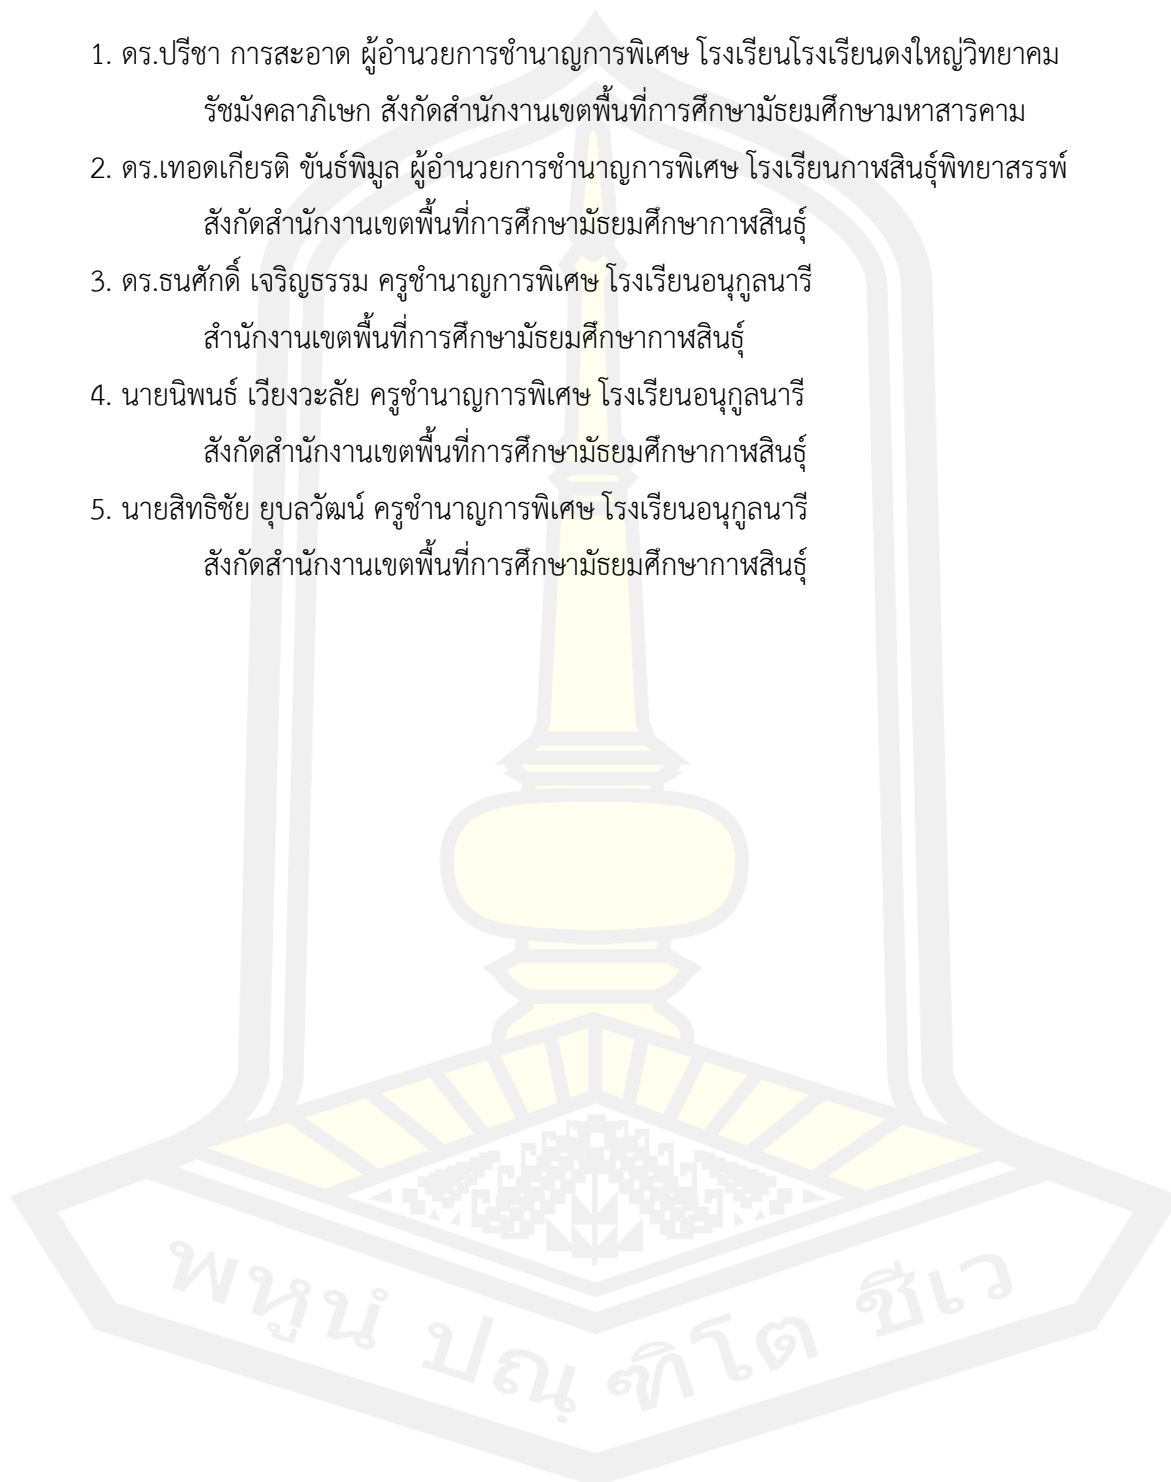 1. ดร.ปรีชา การสะอาด ผู้อำนวยการชำนาญการพิเศษ โรงเรียนโรงเรียนดงใหญ่วิทยาคม
รัชมังคลาภิเษก สังกัดสำนักงานเขตพื้นที่การศึกษามัธยมศึกษามหาสารคาม
2. ดร.เทอดเกียรติ ขันธ์พิมูล ผู้อำนวยการชำนาญการพิเศษ โรงเรียนกาฬสินธุ์พิทยาสรรพ์
สังกัดสำนักงานเขตพื้นที่การศึกษามัธยมศึกษากาฬสินธุ์
3. ดร.ธนศักดิ์ เจริญธรรม ครูชำนาญการพิเศษ โรงเรียนอนุกูลนารี
สำนักงานเขตพื้นที่การศึกษามัธยมศึกษากาฬสินธุ์
4. นายนิพนธ์ เวียงวะลัย ครูชำนาญการพิเศษ โรงเรียนอนุกูลนารี
สังกัดสำนักงานเขตพื้นที่การศึกษามัธยมศึกษากาฬสินธุ์
5. นายสิทธิชัย ยุบลวัฒน์ ครูชำนาญการพิเศษ โรงเรียนอนุกูลนารี
สังกัดสำนักงานเขตพื้นที่การศึกษามัธยมศึกษากาฬสินธุ์
พหูนํ ปณฺฑิโต ชีเว